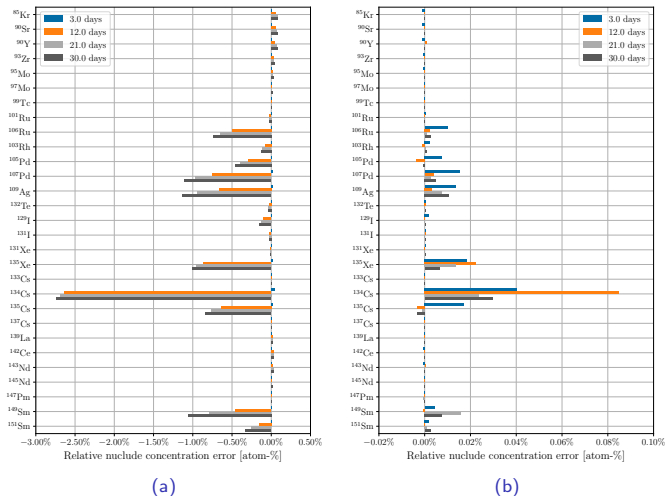 ⁸⁵Kr
⁹⁰Sr
⁹⁰Y
⁹³Zr
⁹⁵Mo
⁹⁷Mo
⁹⁹Tc
¹⁰¹Ru
¹⁰⁶Ru
¹⁰³Rh
¹⁰⁵Pd
¹⁰⁷Pd
¹⁰⁹Ag
¹³²Te
¹²⁹I
¹³¹I
¹³¹Xe
¹³⁵Xe
¹³³Cs
¹³⁴Cs
¹³⁵Cs
¹³⁷Cs
¹³⁹La
¹⁴²Ce
¹⁴³Nd
¹⁴⁵Nd
¹⁴⁷Pm
¹⁴⁹Sm
¹⁵¹Sm
3.0 days
12.0 days
21.0 days
30.0 days
−3.00% −2.50% −2.00% −1.50% −1.00% −0.50% 0.00% 0.50%
Relative nuclude concentration error [atom-%]
(a)
⁸⁵Kr
⁹⁰Sr
⁹⁰Y
⁹³Zr
⁹⁵Mo
⁹⁷Mo
⁹⁹Tc
¹⁰¹Ru
¹⁰⁶Ru
¹⁰³Rh
¹⁰⁵Pd
¹⁰⁷Pd
¹⁰⁹Ag
¹³²Te
¹²⁹I
¹³¹I
¹³¹Xe
¹³⁵Xe
¹³³Cs
¹³⁴Cs
¹³⁵Cs
¹³⁷Cs
¹³⁹La
¹⁴²Ce
¹⁴³Nd
¹⁴⁵Nd
¹⁴⁷Pm
¹⁴⁹Sm
¹⁵¹Sm
3.0 days
12.0 days
21.0 days
30.0 days
−0.02% 0.00% 0.02% 0.04% 0.06% 0.08% 0.10%
Relative nuclude concentration error [atom-%]
(b)